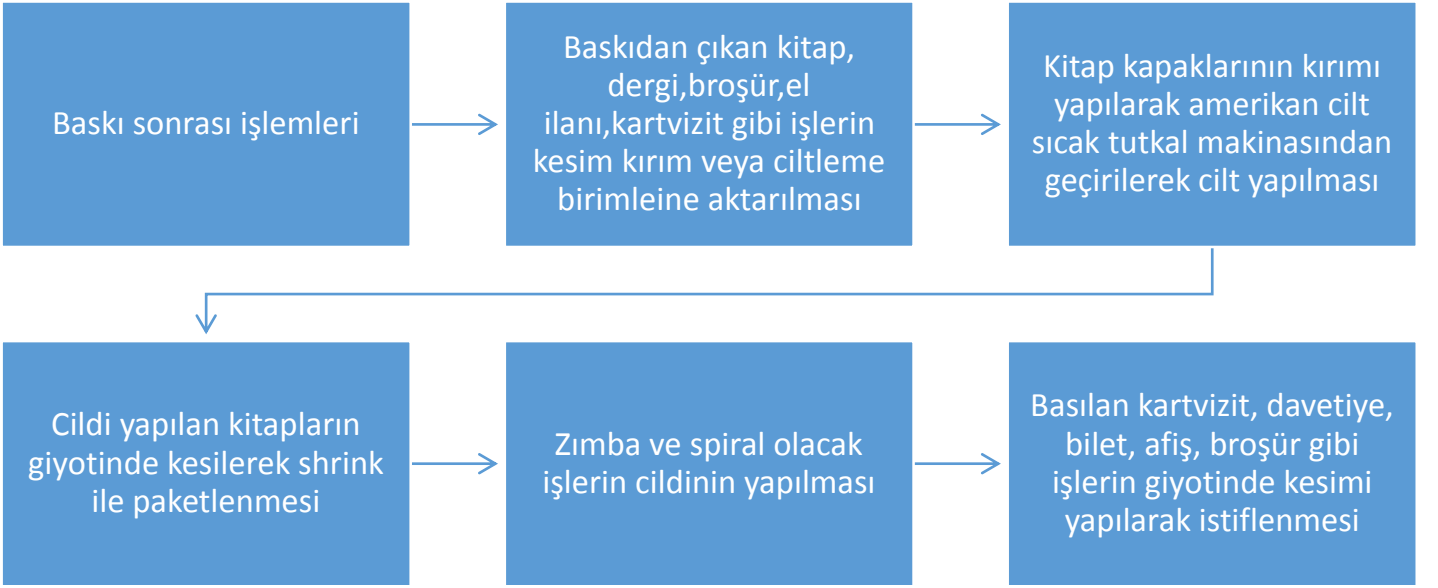 Baskı sonrası işlemleri
Baskıdan çıkan kitap,
dergi,broşür,el
ilanı,kartvizit gibi işlerin
kesim kırım veya ciltleme
birimleine aktarılması
Kitap kapaklarının kırımı
yapılarak amerikan cilt
sıcak tutkal makinasından
geçirilerek cilt yapılması
Cildi yapılan kitapların
giyotinde kesilerek shrink
ile paketlenmesi
Zımba ve spiral olacak
işlerin cildinin yapılması
Basılan kartvizit, davetiye,
bilet, afiş, broşür gibi
işlerin giyotinde kesimi
yapılarak istiflenmesi